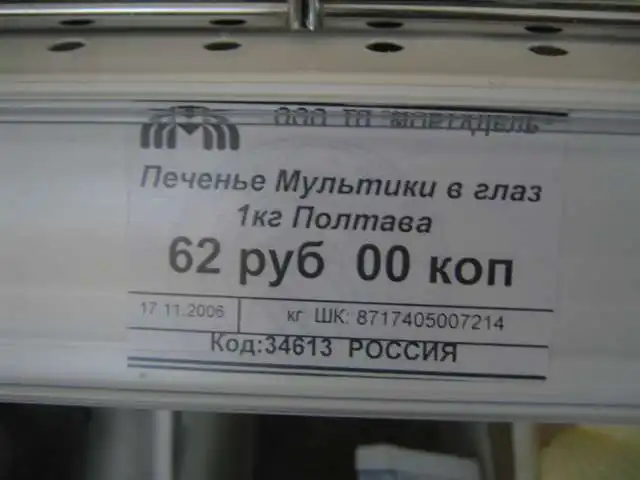 ООО ТП "МОРТАДЕЛЬ"
Печенье Мультики в глаз
1кг Полтава
62 руб 00 коп
17.11.2006 кг ШК: 8717405007214
Код:34613 РОССИЯ